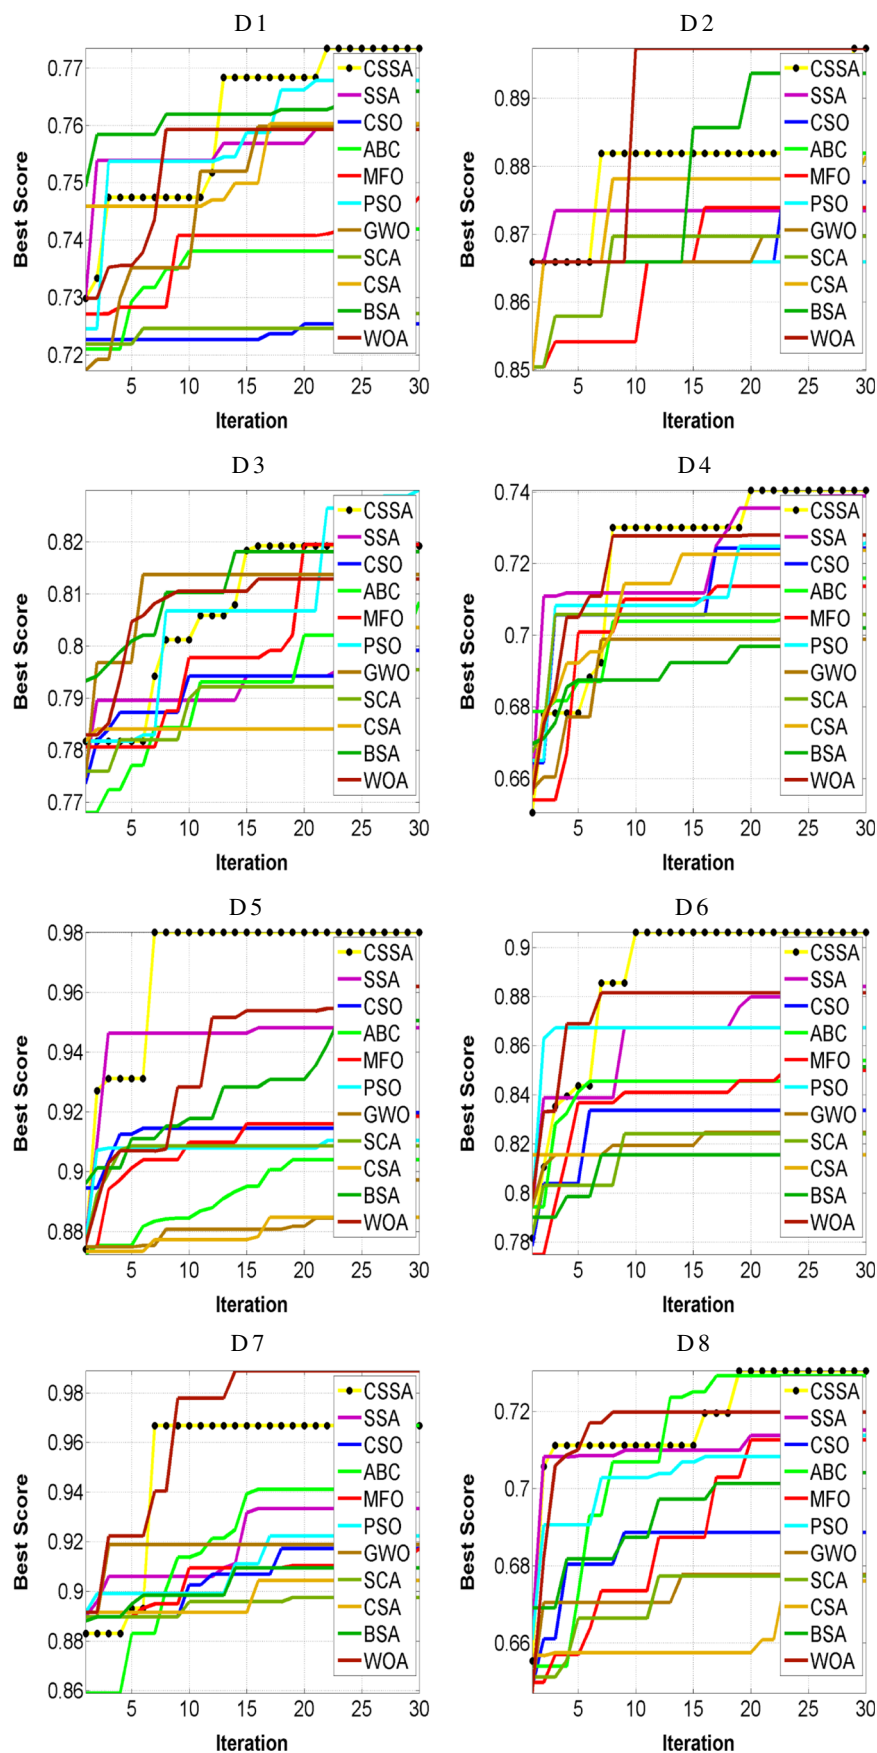 D1
0.77
0.76
0.75
0.74
0.73
0.72
Best Score
5 10 15 20 25 30
Iteration
CSSA
SSA
CSO
ABC
MFO
PSO
GWO
SCA
CSA
BSA
WOA
D2
0.89
0.88
0.87
0.86
0.85
Best Score
5 10 15 20 25 30
Iteration
CSSA
SSA
CSO
ABC
MFO
PSO
GWO
SCA
CSA
BSA
WOA
D3
0.82
0.81
0.8
0.79
0.78
0.77
Best Score
5 10 15 20 25 30
Iteration
CSSA
SSA
CSO
ABC
MFO
PSO
GWO
SCA
CSA
BSA
WOA
D4
0.74
0.72
0.7
0.68
0.66
Best Score
5 10 15 20 25 30
Iteration
CSSA
SSA
CSO
ABC
MFO
PSO
GWO
SCA
CSA
BSA
WOA
D5
0.98
0.96
0.94
0.92
0.9
0.88
Best Score
5 10 15 20 25 30
Iteration
CSSA
SSA
CSO
ABC
MFO
PSO
GWO
SCA
CSA
BSA
WOA
D6
0.9
0.88
0.86
0.84
0.82
0.8
0.78
Best Score
5 10 15 20 25 30
Iteration
CSSA
SSA
CSO
ABC
MFO
PSO
GWO
SCA
CSA
BSA
WOA
D7
0.98
0.96
0.94
0.92
0.9
0.88
0.86
Best Score
5 10 15 20 25 30
Iteration
CSSA
SSA
CSO
ABC
MFO
PSO
GWO
SCA
CSA
BSA
WOA
D8
0.72
0.7
0.68
0.66
Best Score
5 10 15 20 25 30
Iteration
CSSA
SSA
CSO
ABC
MFO
PSO
GWO
SCA
CSA
BSA
WOA